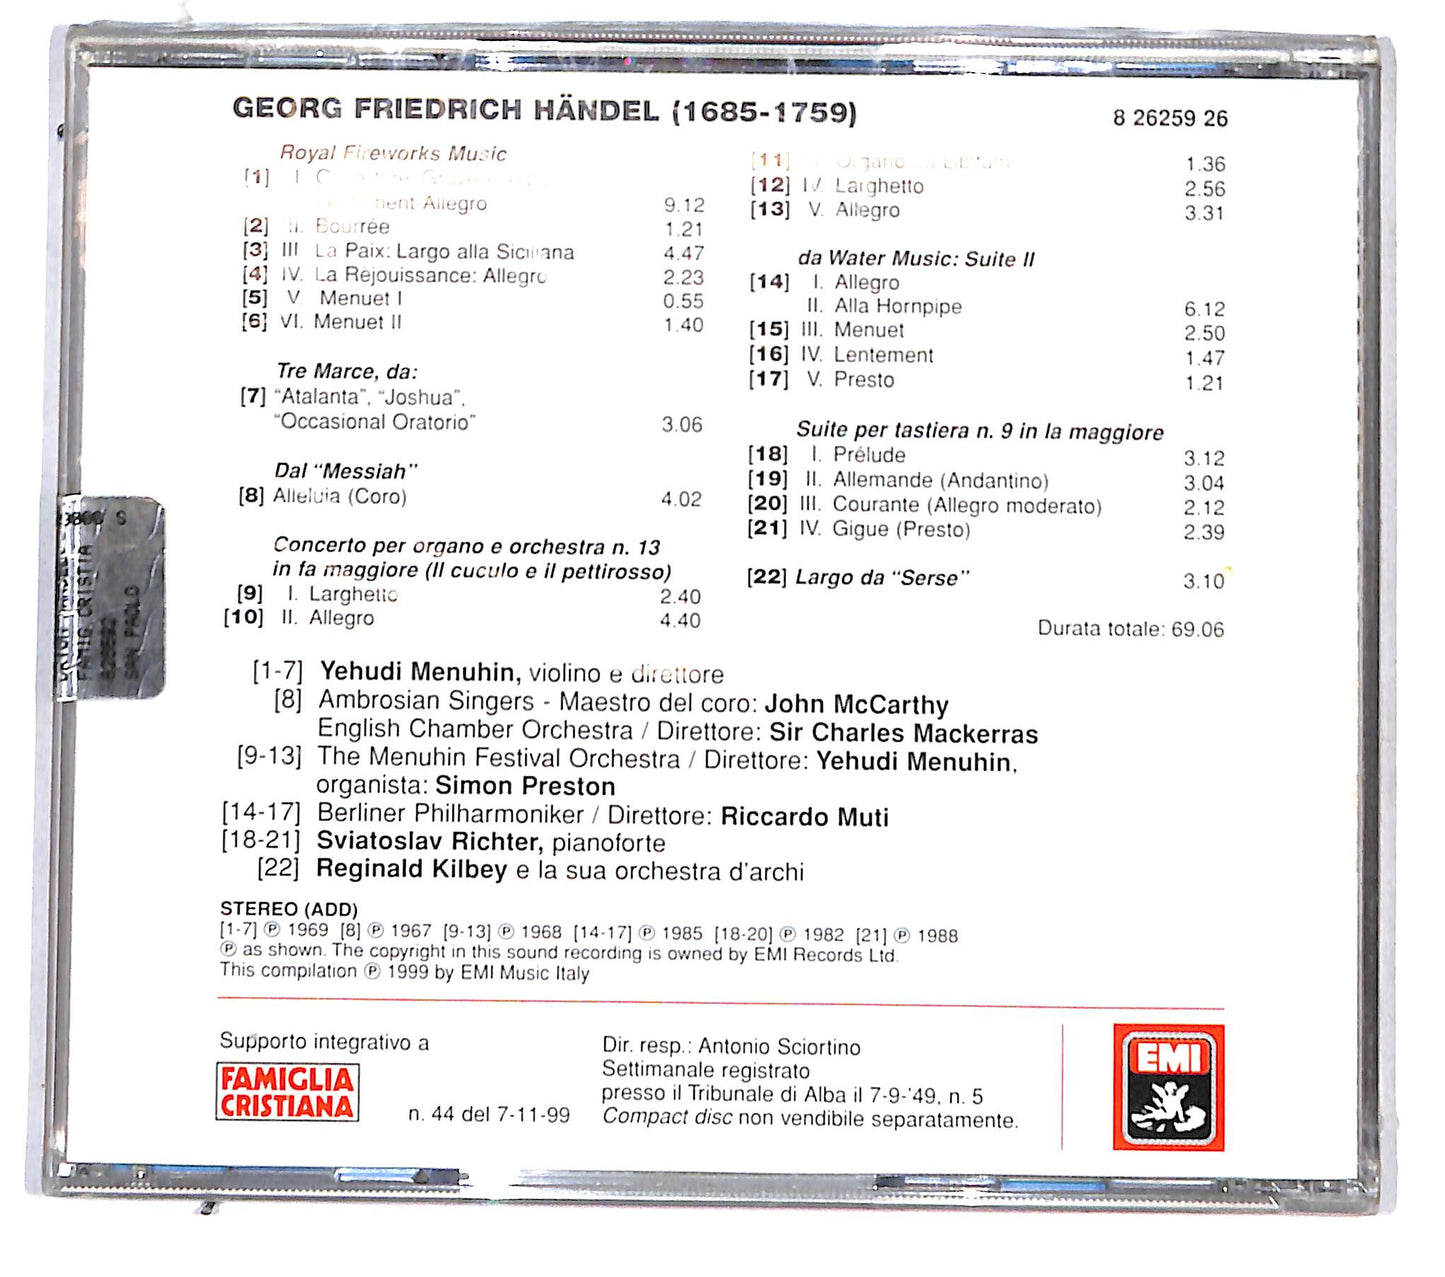 GEORG FRIEDRICH HÄNDEL (1685-1759)
8 26259 26
Royal Fireworks Music
[1] I.
Allegro 9.12
[2] II. Bourrée 1.21
[3] III La Paix: Largo alla Siciliana 4.47
[4] IV. La Réjouissance: Allegro 2.23
[5] V. Menuet I 0.55
[6] VI. Menuet II 1.40
Tre Marce, da:
[7] "Atalanta", "Joshua",
"Occasional Oratorio" 3.06
Dal "Messiah"
[8] Alleluia (Coro) 4.02
Concerto per organo e orchestra n. 13
in fa maggiore (Il cuculo e il pettirosso)
[9] I. Larghetto 2.40
[10] II. Allegro 4.40
[11] Organo 1.36
[12] IV. Larghetto 2.56
[13] V. Allegro 3.31
da Water Music: Suite II
[14] I. Allegro
II. Alla Hornpipe 6.12
[15] III. Menuet 2.50
[16] IV. Lentement 1.47
[17] V. Presto 1.21
Suite per tastiera n. 9 in la maggiore
[18] I. Prélude 3.12
[19] II. Allemande (Andantino) 3.04
[20] III. Courante (Allegro moderato) 2.12
[21] IV. Gigue (Presto) 2.39
[22] Largo da "Serse" 3.10
Durata totale: 69.06
[1-7] Yehudi Menuhin, violino e direttore
[8] Ambrosian Singers - Maestro del coro: John McCarthy
English Chamber Orchestra / Direttore: Sir Charles Mackerras
[9-13] The Menuhin Festival Orchestra / Direttore: Yehudi Menuhin,
organista: Simon Preston
[14-17] Berliner Philharmoniker / Direttore: Riccardo Muti
[18-21] Sviatoslav Richter, pianoforte
[22] Reginald Kilbey e la sua orchestra d'archi
STEREO (ADD)
[1-7] ℗ 1969 [8] ℗ 1967 [9-13] ℗ 1968 [14-17] ℗ 1985 [18-20] ℗ 1982 [21] ℗ 1988
℗ as shown. The copyright in this sound recording is owned by EMI Records Ltd.
This compilation ℗ 1999 by EMI Music Italy
Supporto integrativo a
FAMIGLIA
CRISTIANA
n. 44 del 7-11-99
Dir. resp.: Antonio Sciortino
Settimanale registrato
presso il Tribunale di Alba il 7-9-'49, n. 5
Compact disc non vendibile separatamente.
EMI
FAMIG CRISTIA
826592
SAN PAOLO